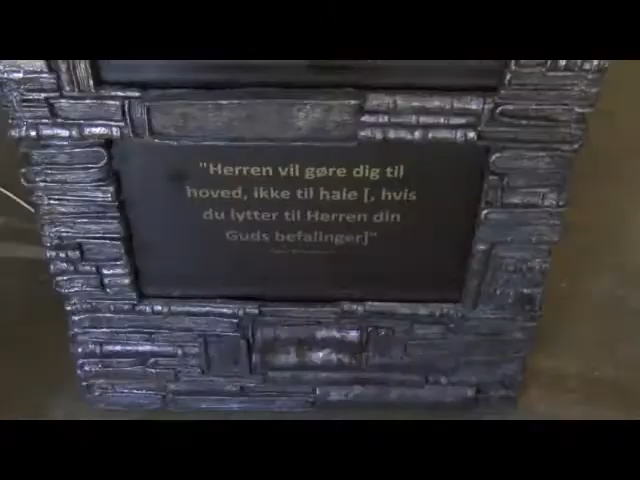 "Herren vil gøre dig til
hoved, ikke til hale [, hvis
du lytter til Herren din
Guds befalinger]"